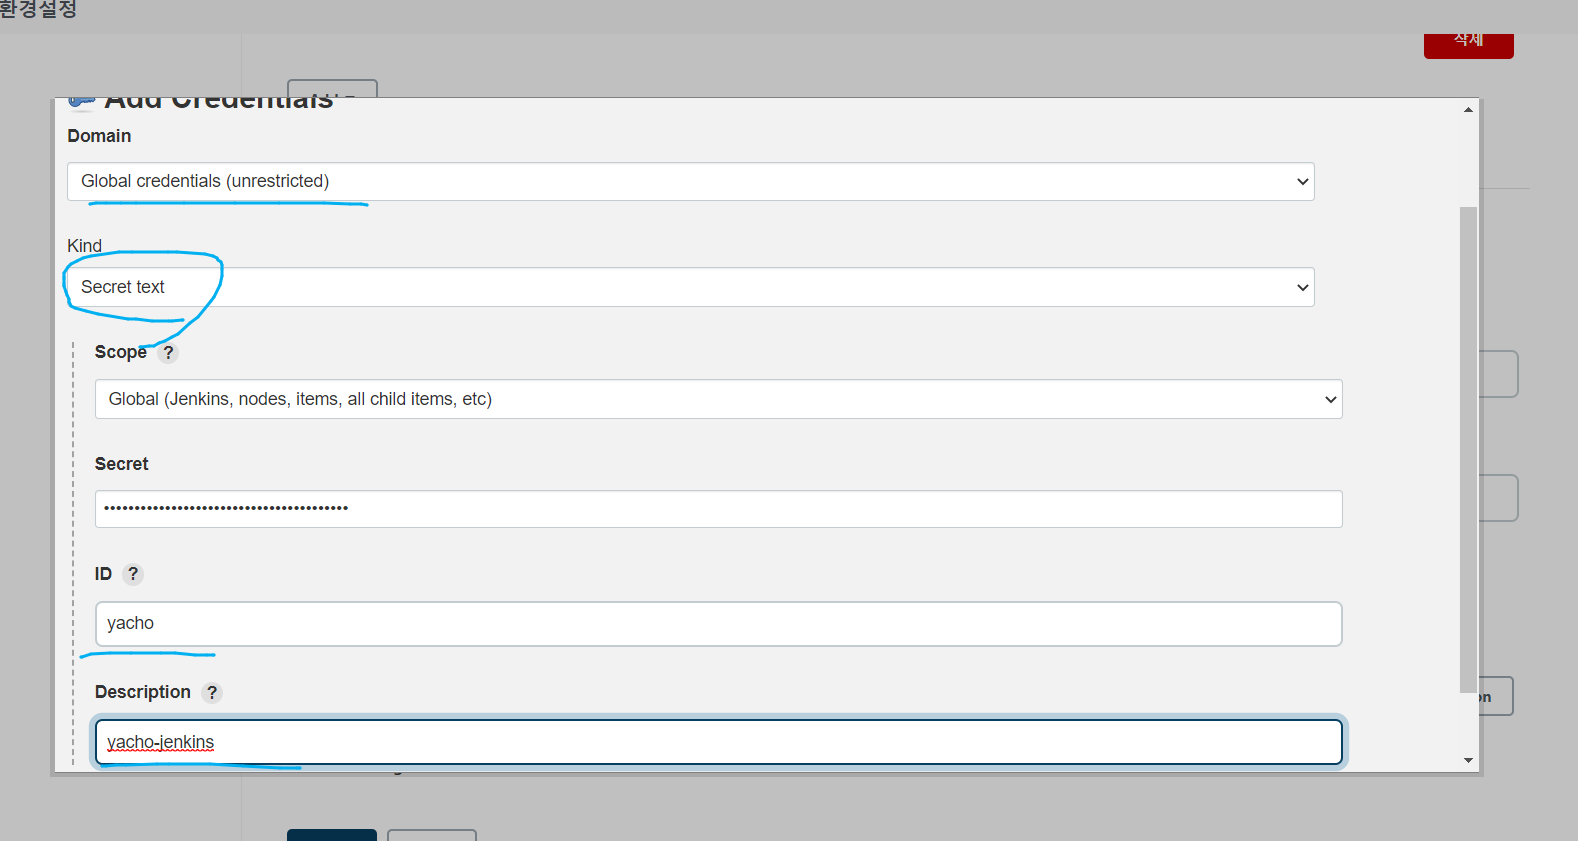 환경설정
삭제
Add Credentials
Domain
Global credentials (unrestricted)
Kind
Secret text
Scope ?
Global (Jenkins, nodes, items, all child items, etc)
Secret
••••••••••••••••••••••••••••••••••••••••
ID ?
yacho
Description ?
yacho-jenkins